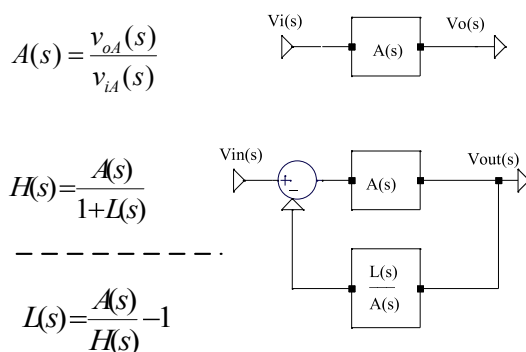 A(s) = v_oA(s) / v_iA(s)
Vi(s)
A(s)
Vo(s)
H(s) = A(s) / 1+L(s)
Vin(s)
+
−
A(s)
Vout(s)
L(s) / A(s)
L(s) = A(s) / H(s) − 1